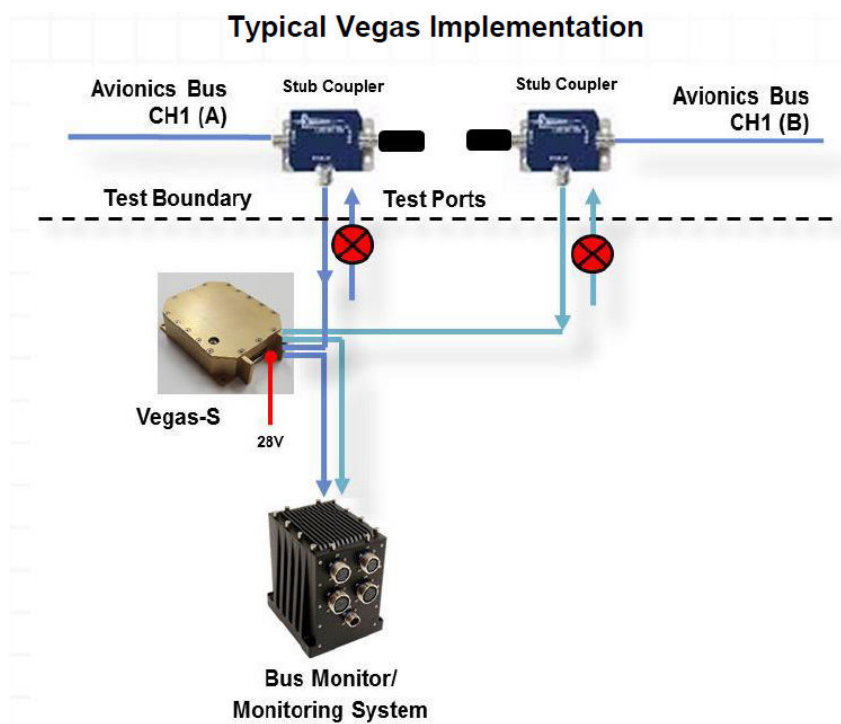 Typical Vegas Implementation
Stub Coupler
Stub Coupler
Avionics Bus
CH1 (A)
Avionics Bus
CH1 (B)
Test Boundary
Test Ports
Vegas-S
28V
Bus Monitor/
Monitoring System